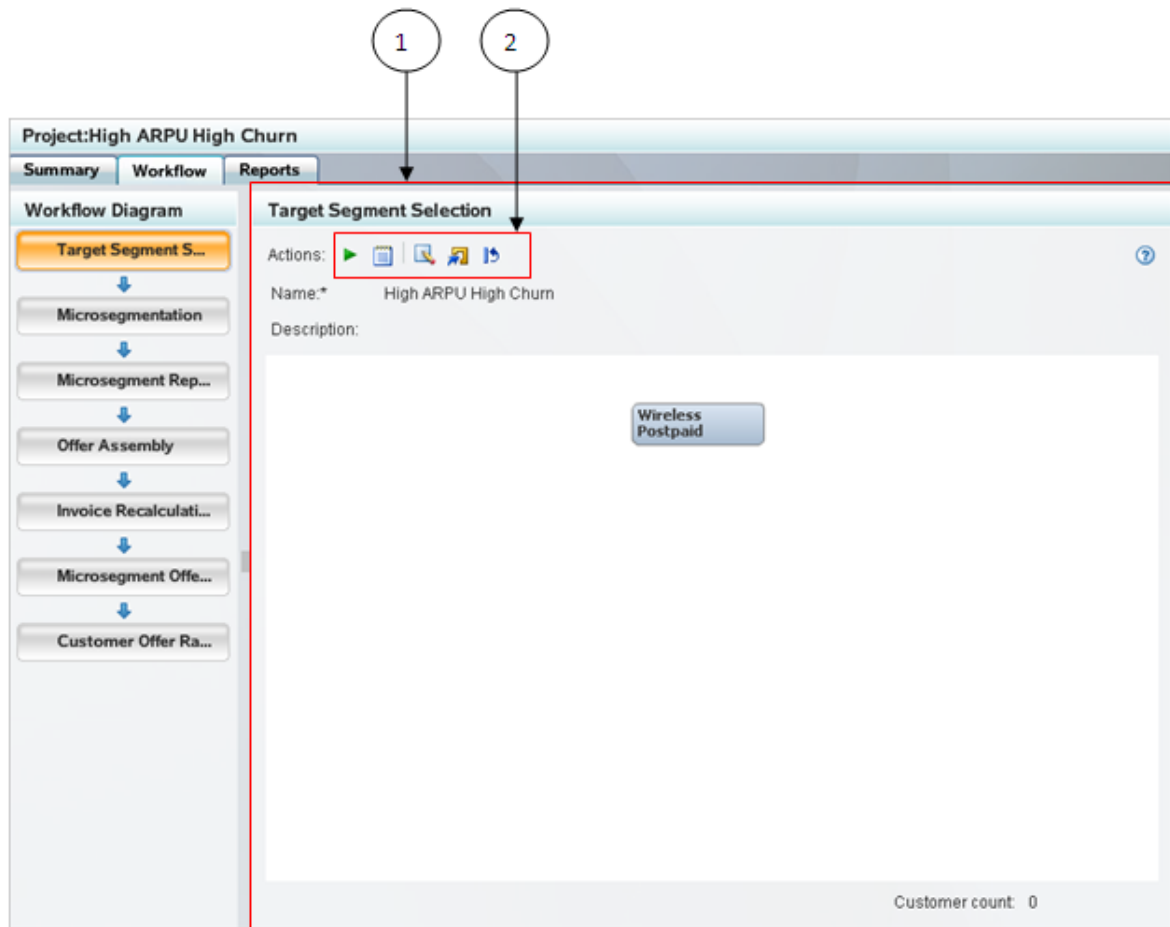 1 2
Project:High ARPU High Churn
Summary Workflow Reports
Workflow Diagram
Target Segment S...
Microsegmentation
Microsegment Rep...
Offer Assembly
Invoice Recalculati...
Microsegment Offe...
Customer Offer Ra...
Target Segment Selection
Actions:
?
Name:* High ARPU High Churn
Description:
Wireless
Postpaid
Customer count: 0